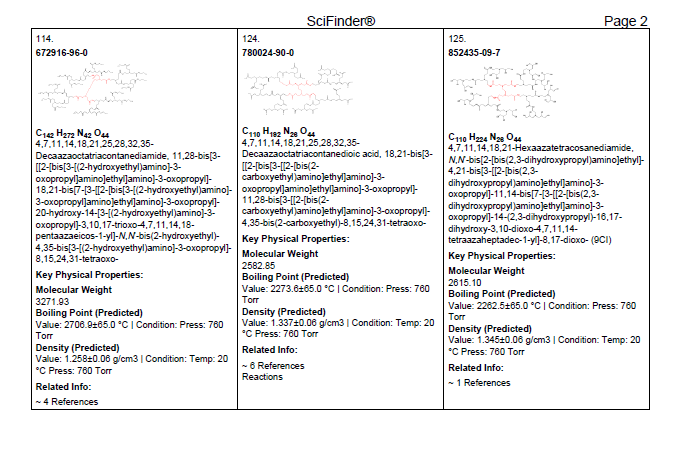 SciFinder®
Page 2
114.
672916-96-0
C142 H272 N42 O44
4,7,11,14,18,21,25,28,32,35-
Decaazaoctatriacontanediamide, 11,28-bis[3-
[[2-[bis[3-[(2-hydroxyethyl)amino]-3-
oxopropyl]amino]ethyl]amino]-3-oxopropyl]-
18,21-bis[7-[3-[[2-[bis[3-[(2-hydroxyethyl)amino]-
3-oxopropyl]amino]ethyl]amino]-3-oxopropyl]-
20-hydroxy-14-[3-[(2-hydroxyethyl)amino]-3-
oxopropyl]-3,10,17-trioxo-4,7,11,14,18-
pentaazaeicos-1-yl]-N,N'-bis(2-hydroxyethyl)-
4,35-bis[3-[(2-hydroxyethyl)amino]-3-oxopropyl]-
8,15,24,31-tetraoxo-
Key Physical Properties:
Molecular Weight
3271.93
Boiling Point (Predicted)
Value: 2706.9±65.0 °C | Condition: Press: 760
Torr
Density (Predicted)
Value: 1.258±0.06 g/cm3 | Condition: Temp: 20
°C Press: 760 Torr
Related Info:
~ 4 References
124.
780024-90-0
C110 H192 N26 O44
4,7,11,14,18,21,25,28,32,35-
Decaazaoctatriacontanedioic acid, 18,21-bis[3-
[[2-[bis[3-[[2-[bis(2-
carboxyethyl)amino]ethyl]amino]-3-
oxopropyl]amino]ethyl]amino]-3-oxopropyl]-
11,28-bis[3-[[2-[bis(2-
carboxyethyl)amino]ethyl]amino]-3-oxopropyl]-
4,35-bis(2-carboxyethyl)-8,15,24,31-tetraoxo-
Key Physical Properties:
Molecular Weight
2582.85
Boiling Point (Predicted)
Value: 2273.6±65.0 °C | Condition: Press: 760
Torr
Density (Predicted)
Value: 1.337±0.06 g/cm3 | Condition: Temp: 20
°C Press: 760 Torr
Related Info:
~ 6 References
Reactions
125.
852435-09-7
C110 H224 N26 O44
4,7,11,14,18,21-Hexaazatetracosanediamide,
N,N'-bis[2-[bis(2,3-dihydroxypropyl)amino]ethyl]-
4,21-bis[3-[[2-[bis(2,3-
dihydroxypropyl)amino]ethyl]amino]-3-
oxopropyl]-11,14-bis[7-[3-[[2-[bis(2,3-
dihydroxypropyl)amino]ethyl]amino]-3-
oxopropyl]-14-(2,3-dihydroxypropyl)-16,17-
dihydroxy-3,10-dioxo-4,7,11,14-
tetraazaheptadec-1-yl]-8,17-dioxo- (9CI)
Key Physical Properties:
Molecular Weight
2615.10
Boiling Point (Predicted)
Value: 2262.5±65.0 °C | Condition: Press: 760
Torr
Density (Predicted)
Value: 1.345±0.06 g/cm3 | Condition: Temp: 20
°C Press: 760 Torr
Related Info:
~ 1 References